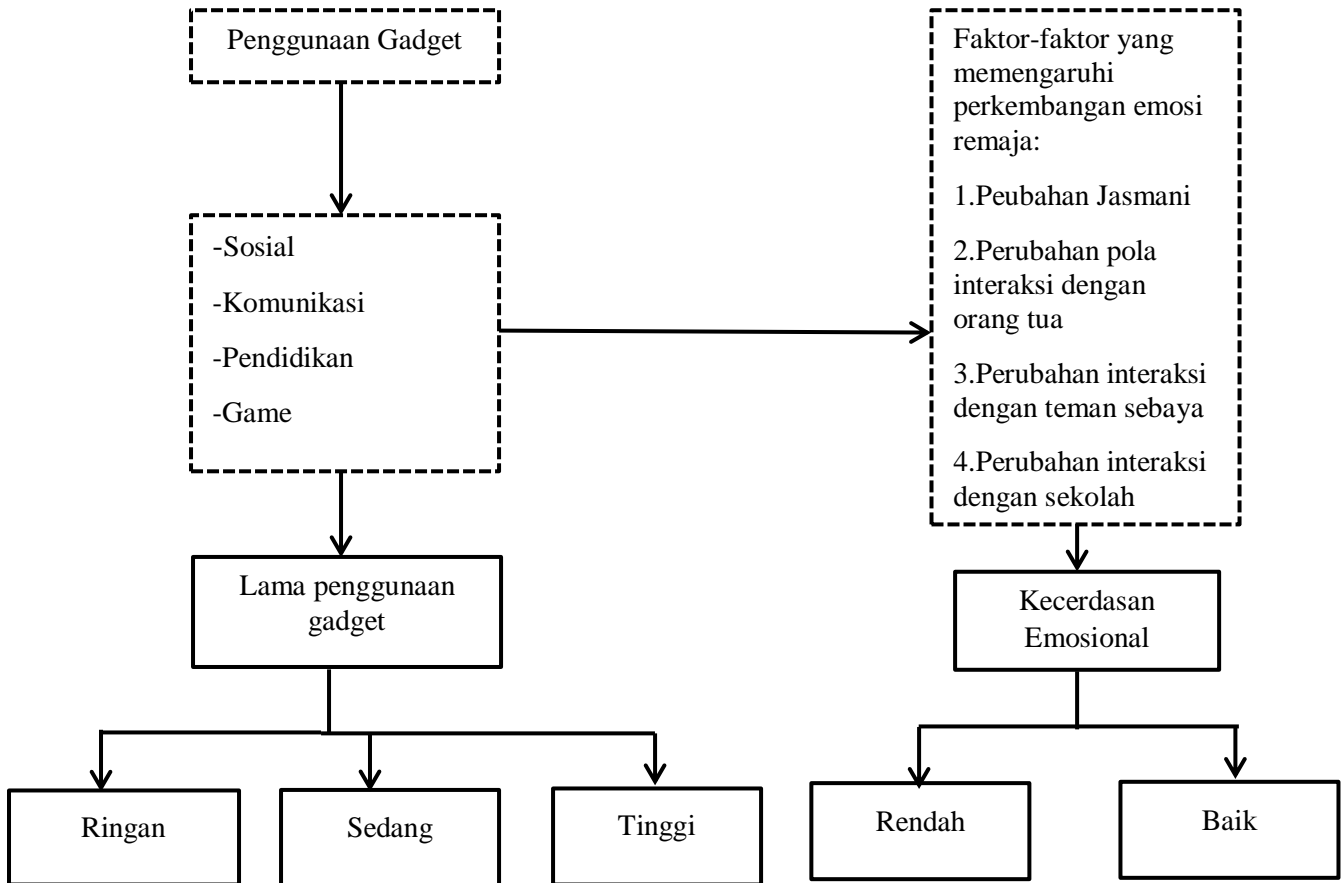 Penggunaan Gadget
-Sosial
-Komunikasi
-Pendidikan
-Game
Lama penggunaan
gadget
Ringan
Sedang
Tinggi
Faktor-faktor yang
memengaruhi
perkembangan emosi
remaja:
1.Peubahan Jasmani
2.Perubahan pola
interaksi dengan
orang tua
3.Perubahan interaksi
dengan teman sebaya
4.Perubahan interaksi
dengan sekolah
Kecerdasan
Emosional
Rendah
Baik